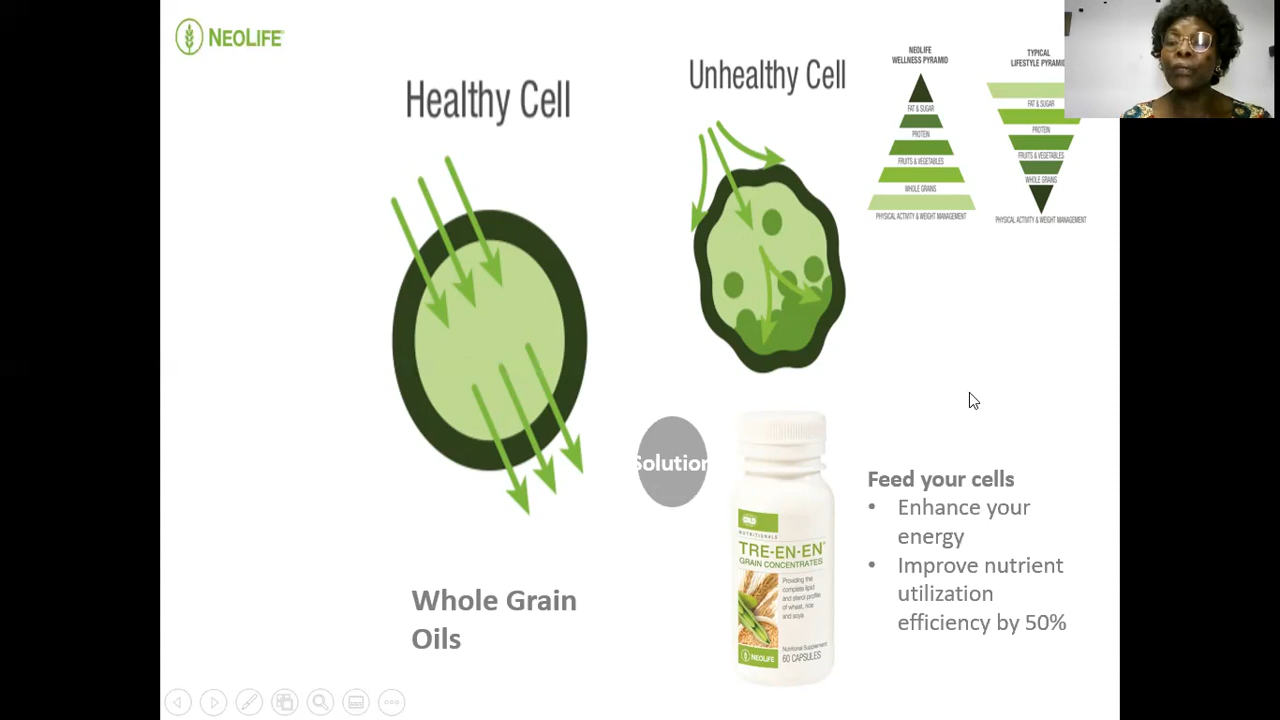 NEOLIFE
Healthy Cell
Unhealthy Cell
NEOLIFE
WELLNESS PYRAMID
FAT & SUGAR
PROTEIN
FRUITS & VEGETABLES
WHOLE GRAINS
PHYSICAL ACTIVITY & WEIGHT MANAGEMENT
TYPICAL
LIFESTYLE PYRAMID
FAT & SUGAR
PROTEIN
FRUITS & VEGETABLES
WHOLE GRAINS
PHYSICAL ACTIVITY & WEIGHT MANAGEMENT
Solution
GOLD
NUTRITIONALS
TRE-EN-EN®
GRAIN CONCENTRATES
Providing the
complete lipid
and sterol profile
of wheat, rice
and soya
Nutritional Supplement
NEOLIFE
60 CAPSULES
Feed your cells
• Enhance your
energy
• Improve nutrient
utilization
efficiency by 50%
Whole Grain
Oils